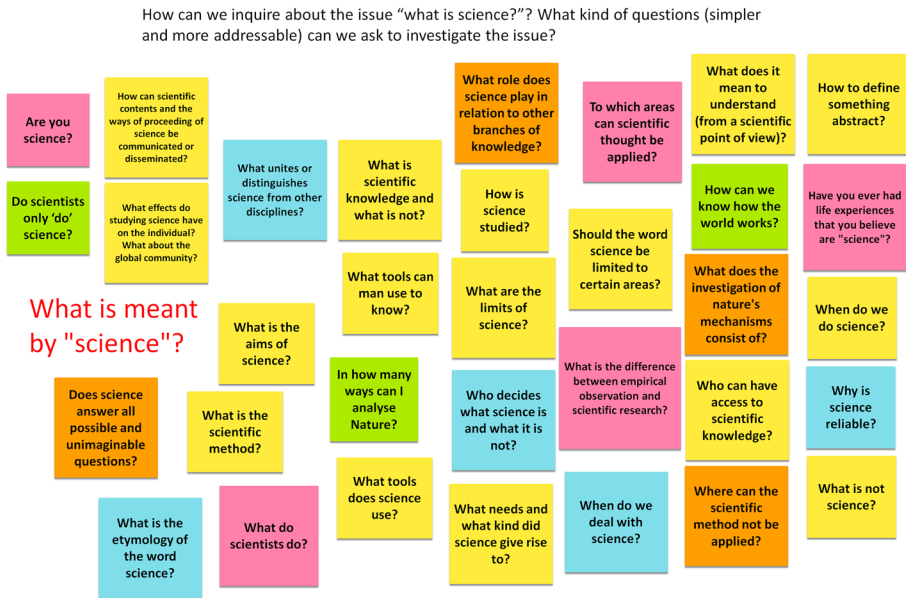 How can we inquire about the issue “what is science?”? What kind of questions (simpler
and more addressable) can we ask to investigate the issue?
Are you
science?
How can scientific
contents and the
ways of proceeding of
science be
communicated or
disseminated?
What unites or
distinguishes
science from other
disciplines?
What is
scientific
knowledge and
what is not?
What role does
science play in
relation to other
branches of
knowledge?
To which areas
can scientific
thought be
applied?
What does it
mean to
understand
(from a scientific
point of view)?
How to define
something
abstract?
Do scientists
only ‘do’
science?
What effects do
studying science have
on the individual?
What about the
global community?
How is
science
studied?
Should the word
science be
limited to
certain areas?
How can we
know how the
world works?
Have you ever had
life experiences
that you believe
are "science"?
What is meant
by "science"?
What is the
aims of
science?
What tools can
man use to
know?
What are the
limits of
science?
What does the
investigation of
nature's
mechanisms
consist of?
When do we
do science?
Does science
answer all
possible and
unimaginable
questions?
What is the
scientific
method?
In how many
ways can I
analyse
Nature?
Who decides
what science is
and what it is
not?
What is the difference
between empirical
observation and
scientific research?
Who can have
access to
scientific
knowledge?
Why is
science
reliable?
What is the
etymology of
the word
science?
What do
scientists do?
What tools
does science
use?
What needs and
what kind did
science give rise
to?
When do we
deal with
science?
Where can the
scientific
method not be
applied?
What is not
science?